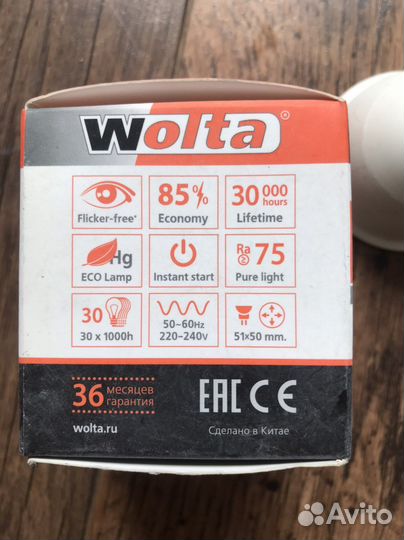 wolta®
Flicker-free*
85%
Economy
30 000 hours
Lifetime
Hg
ECO Lamp
Instant start
Ra ≥ 75
Pure light
30
30 x 1000h
50~60Hz
220-240V
51x50 mm.
36 месяцев гарантия
wolta.ru
EAC CE
Сделано в Китае
Avito